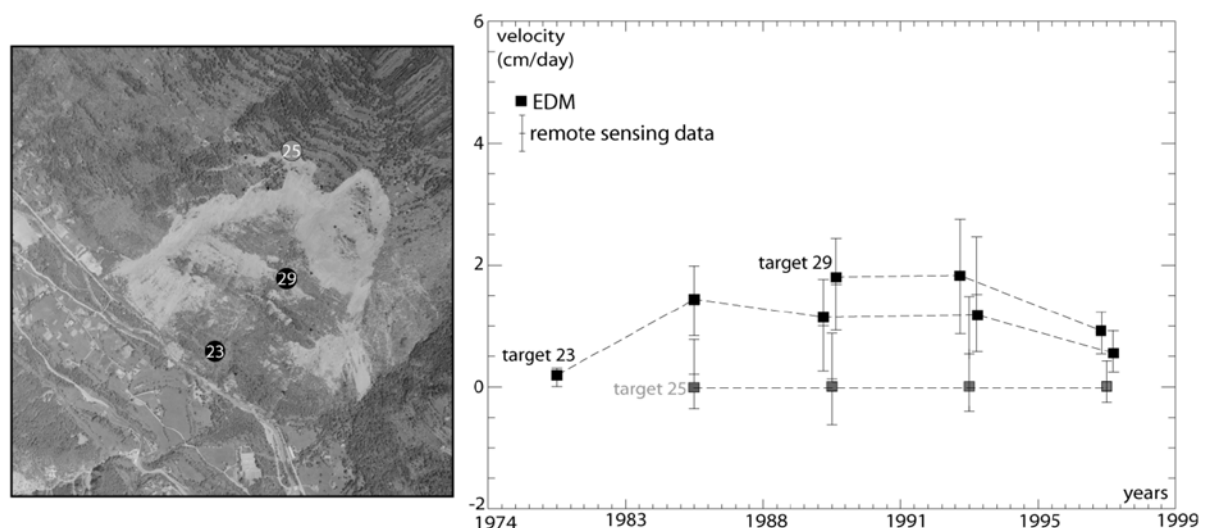 25
29
23
6
velocity
(cm/day)
EDM
remote sensing data
4
target 29
2
target 23
target 25
0
-2
years
1974 1983 1988 1991 1995 1999